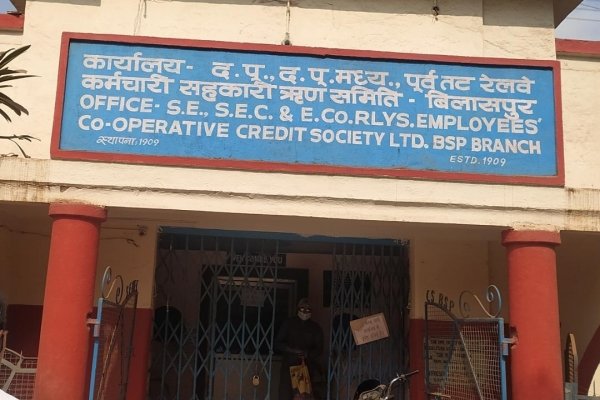 कार्यालय - द.पू., द.पू.मध्य., पूर्व तट रेलवे
कर्मचारी सहकारी ऋण समिति - बिलासपुर
OFFICE- S.E., S.E.C. & E.CO.RLYS. EMPLOYEES'
CO-OPERATIVE CREDIT SOCIETY LTD. BSP BRANCH
स्थापना: 1909
ESTD. 1909